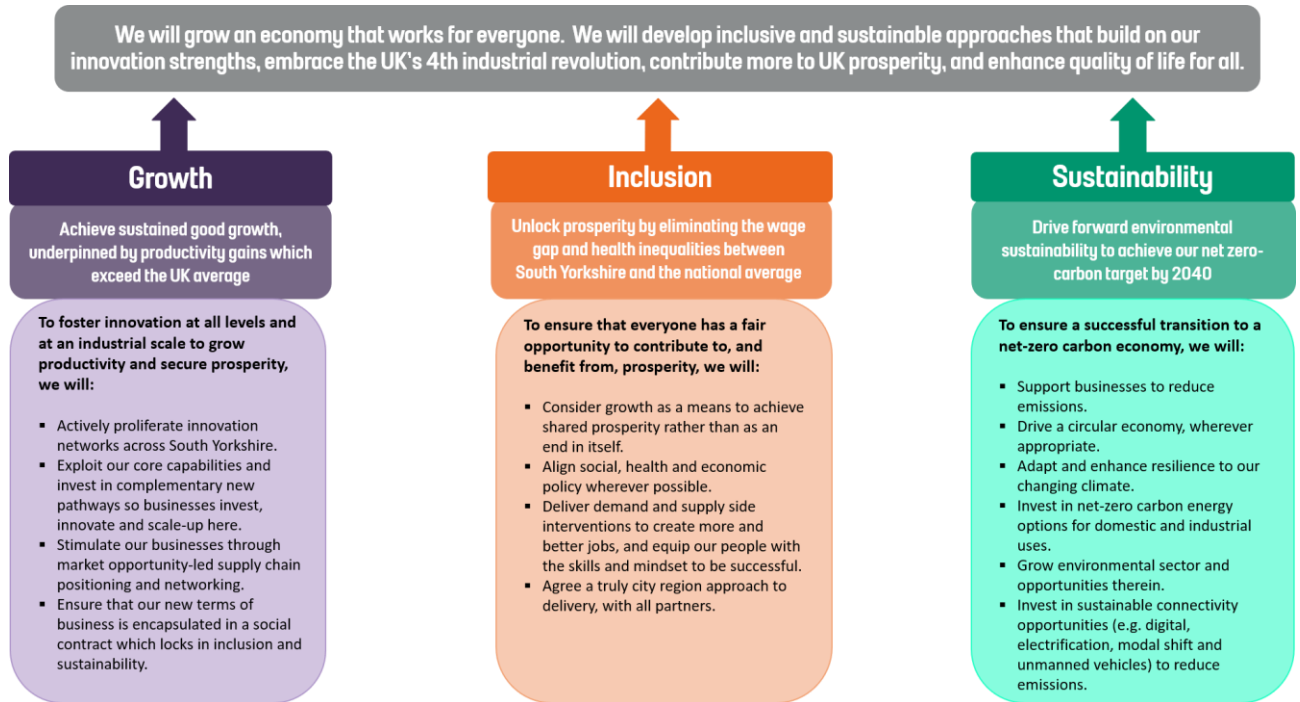 We will grow an economy that works for everyone. We will develop inclusive and sustainable approaches that build on our
innovation strengths, embrace the UK's 4th industrial revolution, contribute more to UK prosperity, and enhance quality of life for all.
Growth
Achieve sustained good growth,
underpinned by productivity gains which
exceed the UK average
To foster innovation at all levels and
at an industrial scale to grow
productivity and secure prosperity,
we will:
▪ Actively proliferate innovation
networks across South Yorkshire.
▪ Exploit our core capabilities and
invest in complementary new
pathways so businesses invest,
innovate and scale-up here.
▪ Stimulate our businesses through
market opportunity-led supply chain
positioning and networking.
▪ Ensure that our new terms of
business is encapsulated in a social
contract which locks in inclusion and
sustainability.
Inclusion
Unlock prosperity by eliminating the wage
gap and health inequalities between
South Yorkshire and the national average
To ensure that everyone has a fair
opportunity to contribute to, and
benefit from, prosperity, we will:
▪ Consider growth as a means to achieve
shared prosperity rather than as an
end in itself.
▪ Align social, health and economic
policy wherever possible.
▪ Deliver demand and supply side
interventions to create more and
better jobs, and equip our people with
the skills and mindset to be successful.
▪ Agree a truly city region approach to
delivery, with all partners.
Sustainability
Drive forward environmental
sustainability to achieve our net zero-
carbon target by 2040
To ensure a successful transition to a
net-zero carbon economy, we will:
▪ Support businesses to reduce
emissions.
▪ Drive a circular economy, wherever
appropriate.
▪ Adapt and enhance resilience to our
changing climate.
▪ Invest in net-zero carbon energy
options for domestic and industrial
uses.
▪ Grow environmental sector and
opportunities therein.
▪ Invest in sustainable connectivity
opportunities (e.g. digital,
electrification, modal shift and
unmanned vehicles) to reduce
emissions.